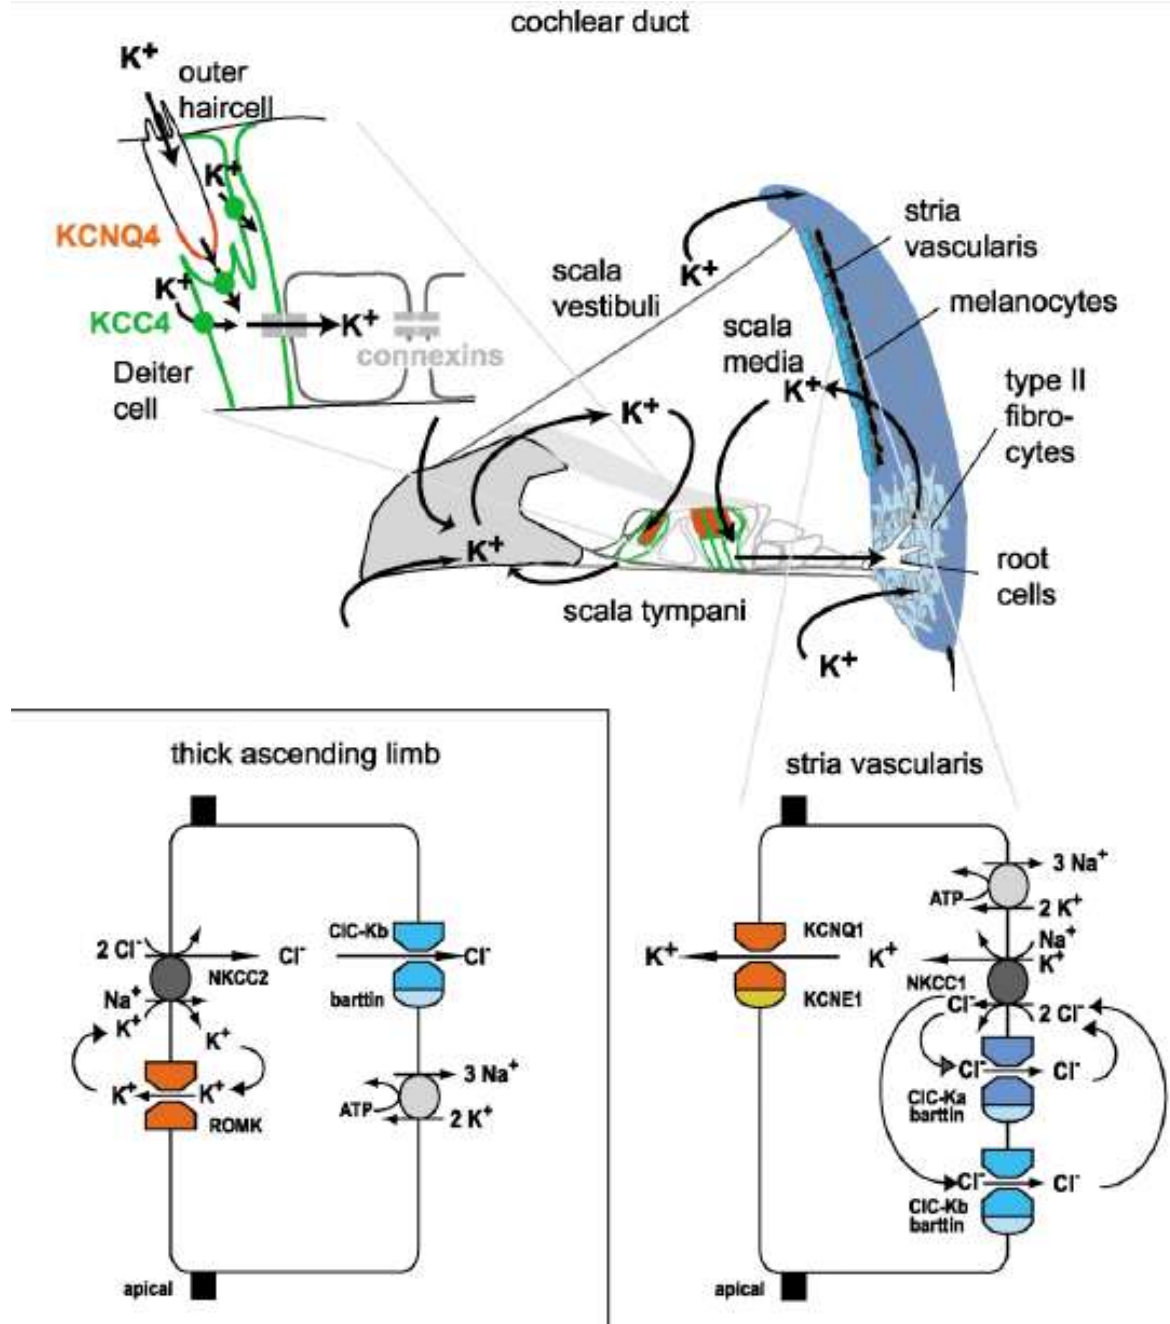 cochlear duct
K⁺
outer
haircell
K⁺
KCNQ4
K⁺
KCC4
K⁺
connexins
Deiter
cell
K⁺
scala
vestibuli
stria
vascularis
melanocytes
scala
media
K⁺
type II
fibro-
cytes
K⁺
K⁺
root
cells
scala tympani
K⁺
thick ascending limb
2 Cl⁻
NKCC2
Cl⁻
ClC-Kb
Cl⁻
barttin
Na⁺
K⁺
K⁺
K⁺
K⁺
ROMK
3 Na⁺
ATP
2 K⁺
apical
stria vascularis
3 Na⁺
ATP
2 K⁺
KCNQ1
K⁺
K⁺
KCNE1
Na⁺
K⁺
NKCC1
Cl⁻
2 Cl⁻
Cl⁻
Cl⁻
ClC-Ka
barttin
Cl⁻
Cl⁻
ClC-Kb
barttin
apical